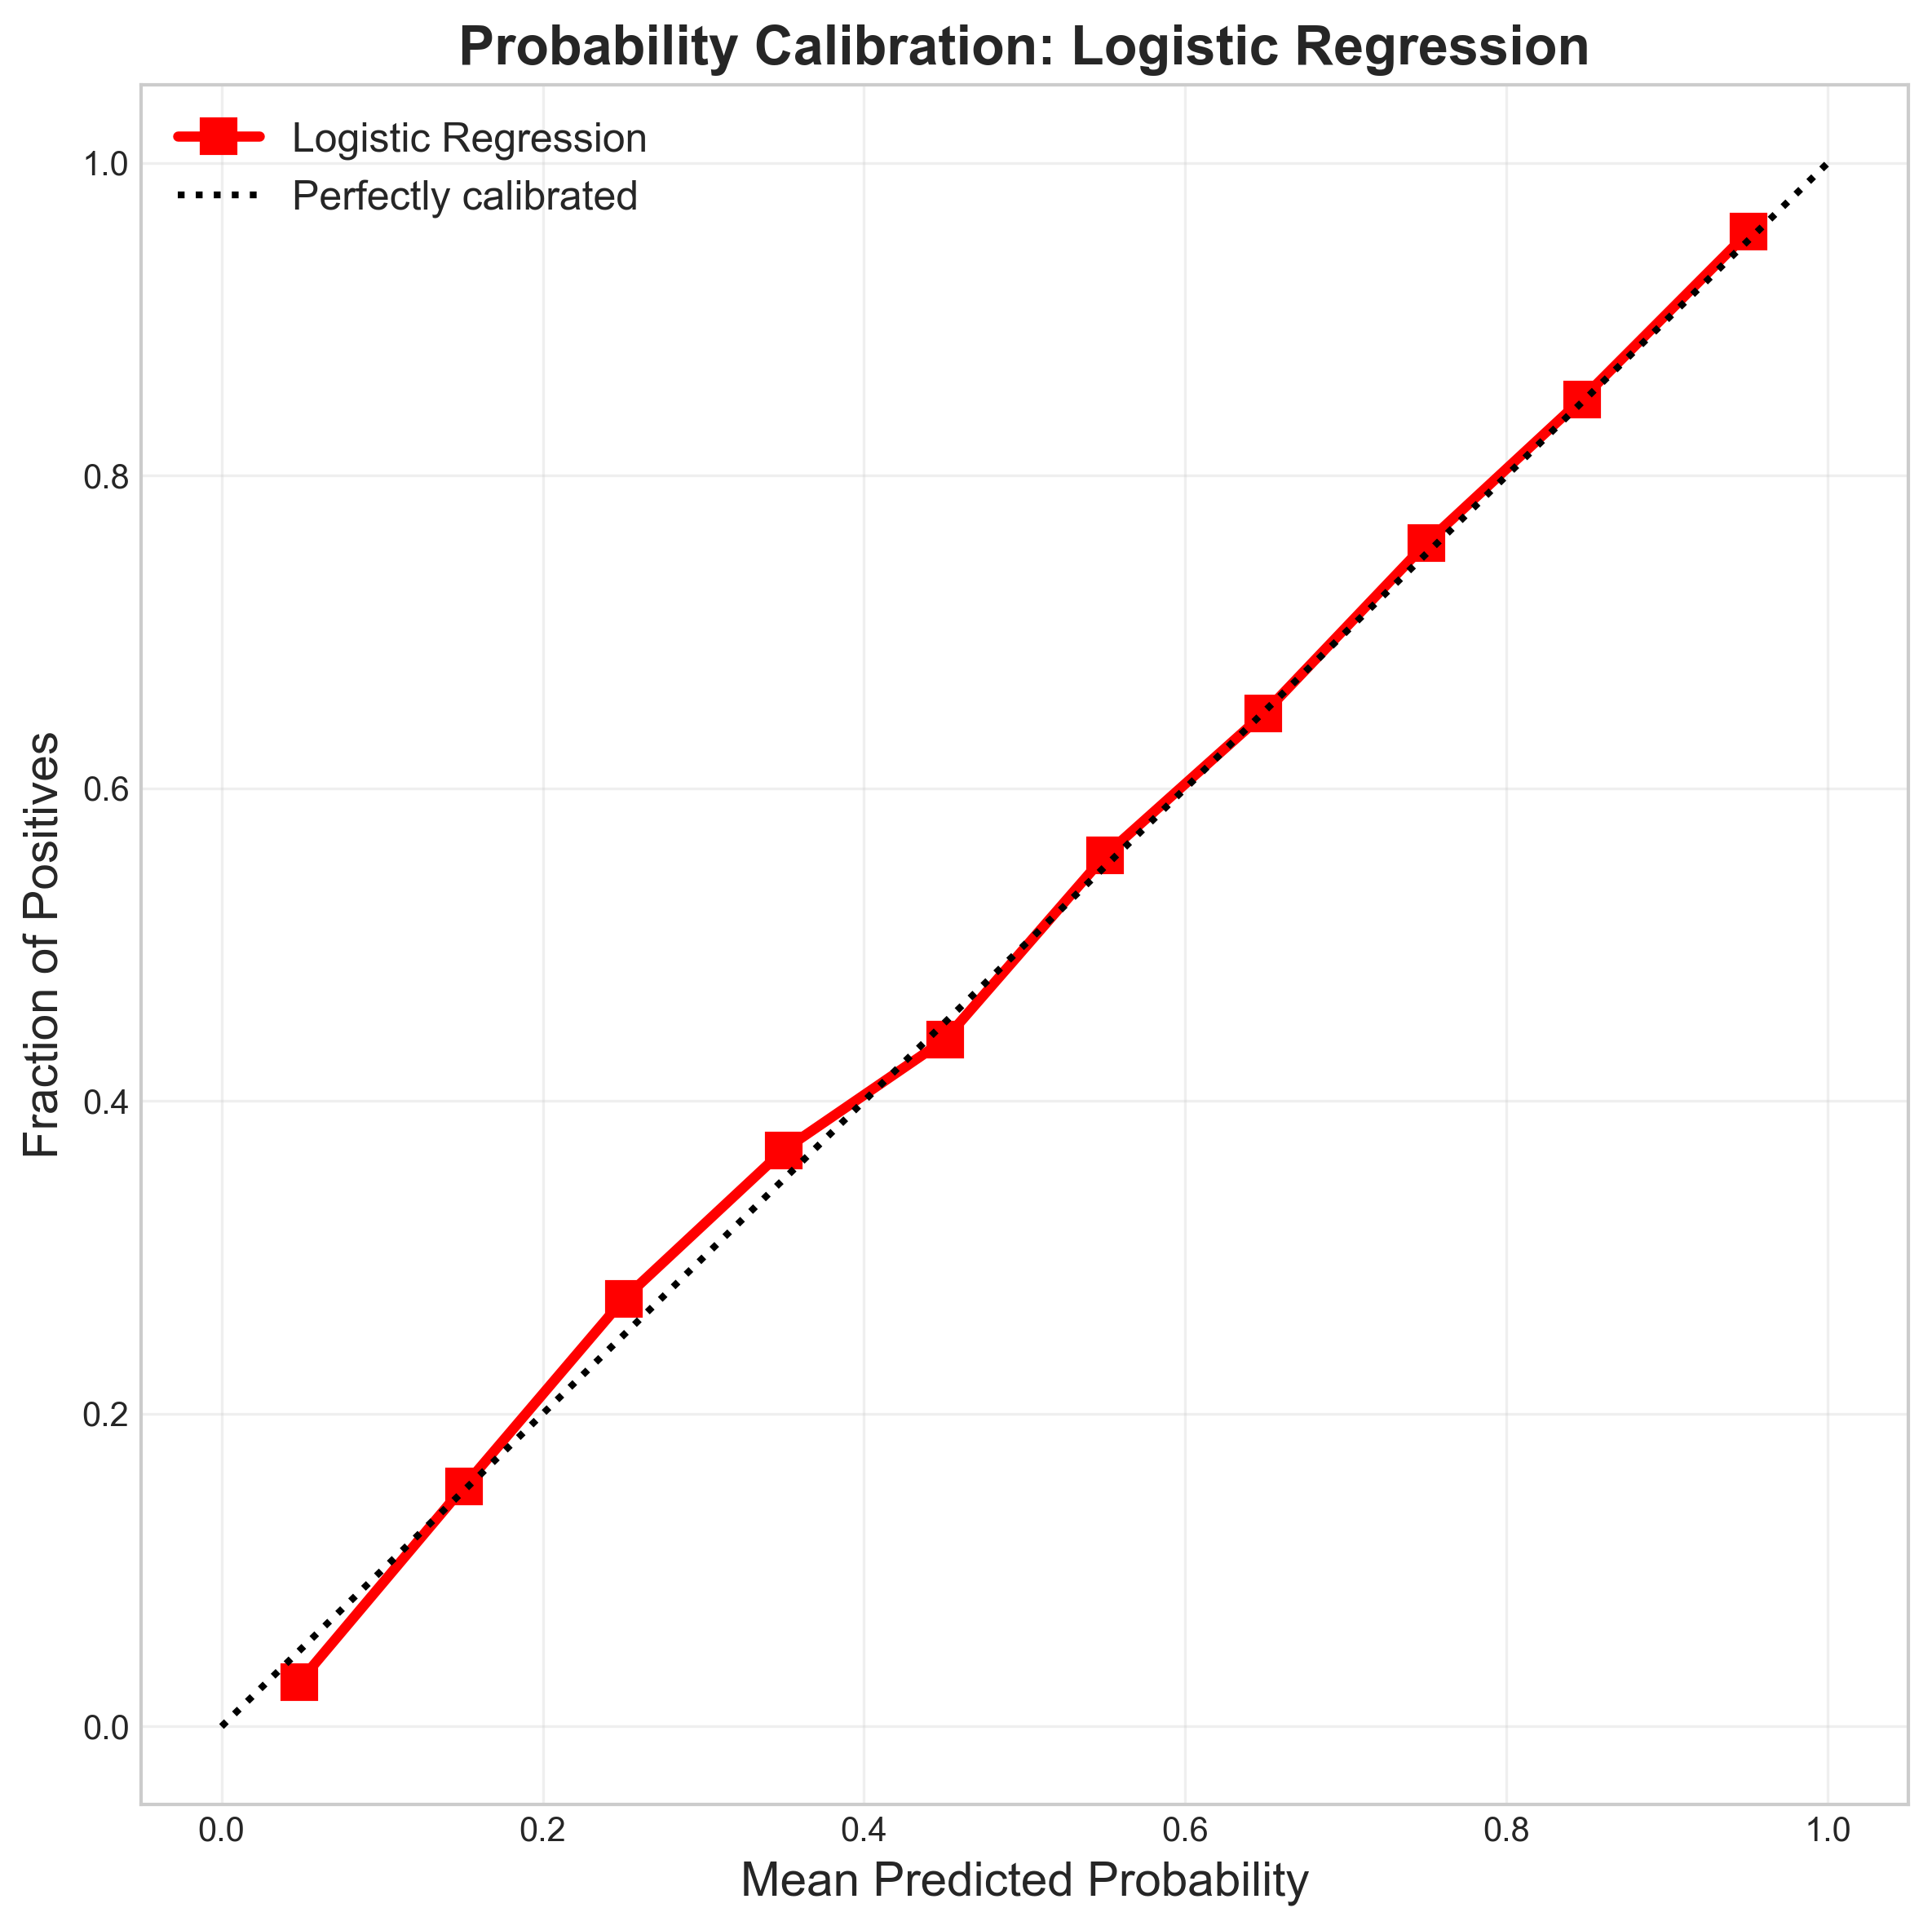 Probability Calibration: Logistic Regression
Logistic Regression
Perfectly calibrated
1.0
0.8
0.6
0.4
0.2
0.0
Fraction of Positives
0.0 0.2 0.4 0.6 0.8 1.0
Mean Predicted Probability